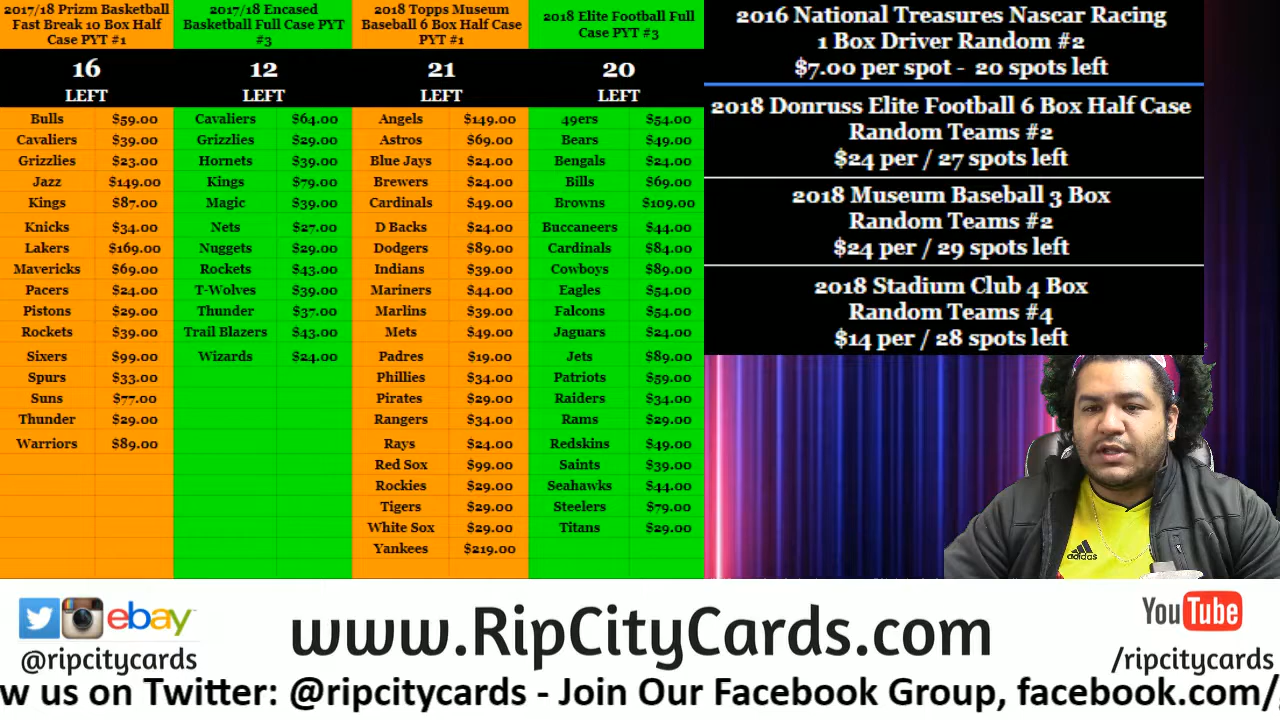 2017/18 Prizm Basketball
Fast Break 10 Box Half
Case PYT #1
16
LEFT
Bulls $59.00
Cavaliers $39.00
Grizzlies $23.00
Jazz $149.00
Kings $87.00
Knicks $34.00
Lakers $169.00
Mavericks $69.00
Pacers $24.00
Pistons $29.00
Rockets $39.00
Sixers $99.00
Spurs $33.00
Suns $77.00
Thunder $29.00
Warriors $89.00
2017/18 Encased
Basketball Full Case PYT
#3
12
LEFT
Cavaliers $64.00
Grizzlies $29.00
Hornets $39.00
Kings $79.00
Magic $39.00
Nets $27.00
Nuggets $29.00
Rockets $43.00
T-Wolves $39.00
Thunder $37.00
Trail Blazers $43.00
Wizards $24.00
2018 Topps Museum
Baseball 6 Box Half Case
PYT #1
21
LEFT
Angels $149.00
Astros $69.00
Blue Jays $24.00
Brewers $24.00
Cardinals $49.00
D Backs $24.00
Dodgers $89.00
Indians $39.00
Mariners $44.00
Marlins $39.00
Mets $49.00
Padres $19.00
Phillies $34.00
Pirates $29.00
Rangers $34.00
Rays $24.00
Red Sox $99.00
Rockies $29.00
Tigers $29.00
White Sox $29.00
Yankees $219.00
2018 Elite Football Full
Case PYT #3
20
LEFT
49ers $54.00
Bears $49.00
Bengals $24.00
Bills $69.00
Browns $109.00
Buccaneers $44.00
Cardinals $84.00
Cowboys $89.00
Eagles $54.00
Falcons $54.00
Jaguars $24.00
Jets $89.00
Patriots $59.00
Raiders $34.00
Rams $29.00
Redskins $49.00
Saints $39.00
Seahawks $44.00
Steelers $79.00
Titans $29.00
2016 National Treasures Nascar Racing
1 Box Driver Random #2
$7.00 per spot - 20 spots left
2018 Donruss Elite Football 6 Box Half Case
Random Teams #2
$24 per / 27 spots left
2018 Museum Baseball 3 Box
Random Teams #2
$24 per / 29 spots left
2018 Stadium Club 4 Box
Random Teams #4
$14 per / 28 spots left
adidas
ebay
@ripcitycards
www.RipCityCards.com
YouTube
/ripcitycards
w us on Twitter: @ripcitycards - Join Our Facebook Group, facebook.com/